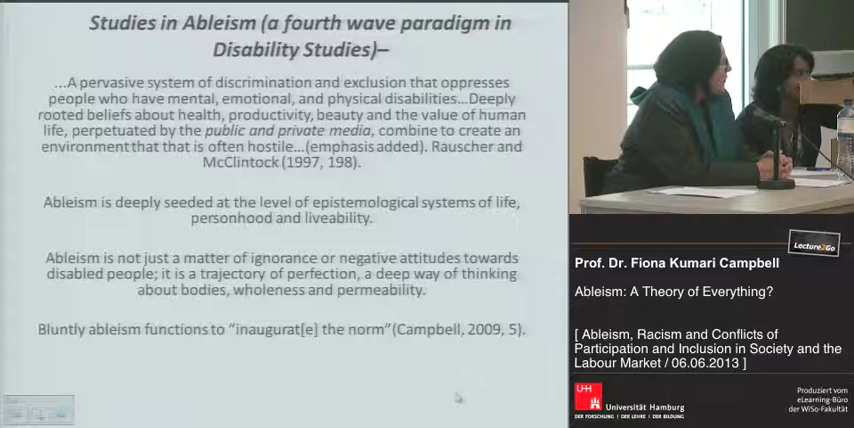 Studies in Ableism (a fourth wave paradigm in
Disability Studies)–
...A pervasive system of discrimination and exclusion that oppresses
people who have mental, emotional, and physical disabilities...Deeply
rooted beliefs about health, productivity, beauty and the value of human
life, perpetuated by the public and private media, combine to create an
environment that that is often hostile...(emphasis added). Rauscher and
McClintock (1997, 198).
Ableism is deeply seeded at the level of epistemological systems of life,
personhood and liveability.
Ableism is not just a matter of ignorance or negative attitudes towards
disabled people; it is a trajectory of perfection, a deep way of thinking
about bodies, wholeness and permeability.
Bluntly ableism functions to “inaugurat[e] the norm”(Campbell, 2009, 5).
Lecture2Go
Prof. Dr. Fiona Kumari Campbell
Ableism: A Theory of Everything?
[ Ableism, Racism and Conflicts of
Participation and Inclusion in Society and the
Labour Market / 06.06.2013 ]
UH
Universität Hamburg
DER FORSCHUNG | DER LEHRE | DER BILDUNG
Produziert vom
eLearning-Büro
der WiSo-Fakultät